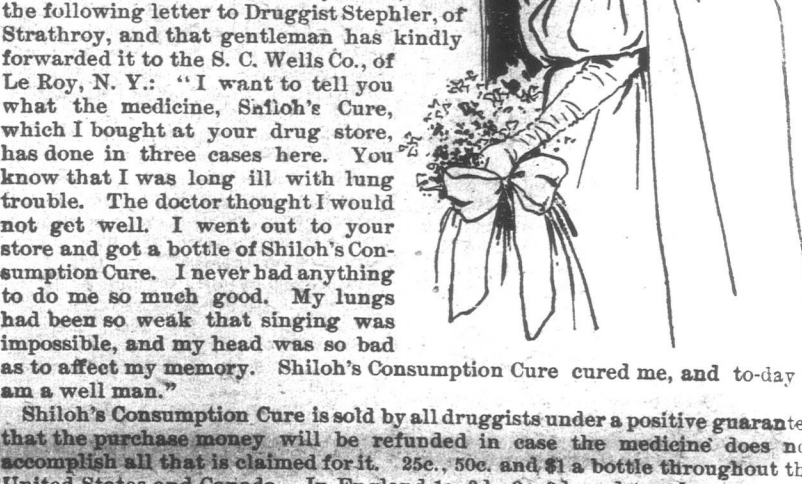 the following letter to Druggist Stephler, of
Strathroy, and that gentleman has kindly
forwarded it to the S. C. Wells Co., of
Le Roy, N. Y.: "I want to tell you
what the medicine, Shiloh's Cure,
which I bought at your drug store,
has done in three cases here. You
know that I was long ill with lung
trouble. The doctor thought I would
not get well. I went out to your
store and got a bottle of Shiloh's Con-
sumption Cure. I never had anything
to do me so much good. My lungs
had been so weak that singing was
impossible, and my head was so bad
as to affect my memory. Shiloh's Consumption Cure cured me, and to-day
am a well man."
Shiloh's Consumption Cure is sold by all druggists under a positive guarante
that the purchase money will be refunded in case the medicine does no
accomplish all that is claimed for it. 25c., 50c. and $1 a bottle throughout th
United States and Canada. In England